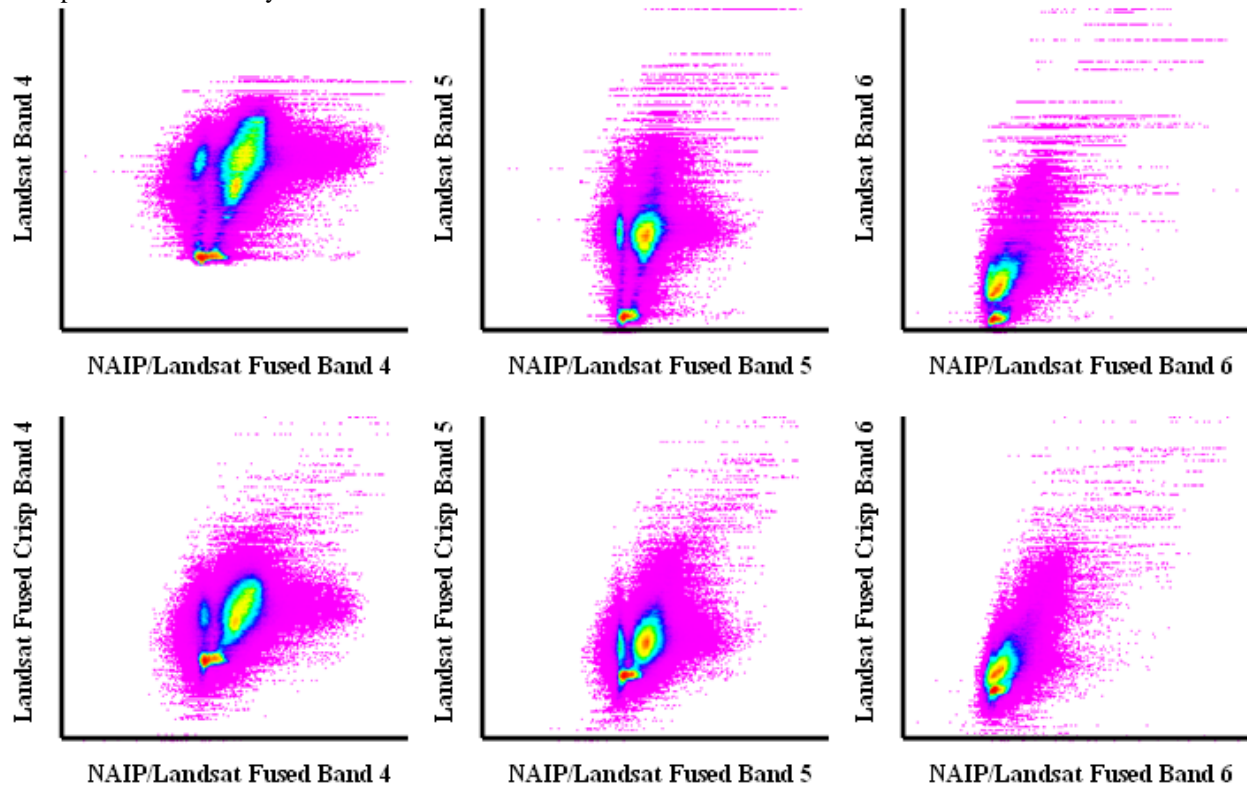 Landsat Band 4
Landsat Band 5
Landsat Band 6
NAIP/Landsat Fused Band 4
NAIP/Landsat Fused Band 5
NAIP/Landsat Fused Band 6
Landsat Fused Crisp Band 4
Landsat Fused Crisp Band 5
Landsat Fused Crisp Band 6
NAIP/Landsat Fused Band 4
NAIP/Landsat Fused Band 5
NAIP/Landsat Fused Band 6